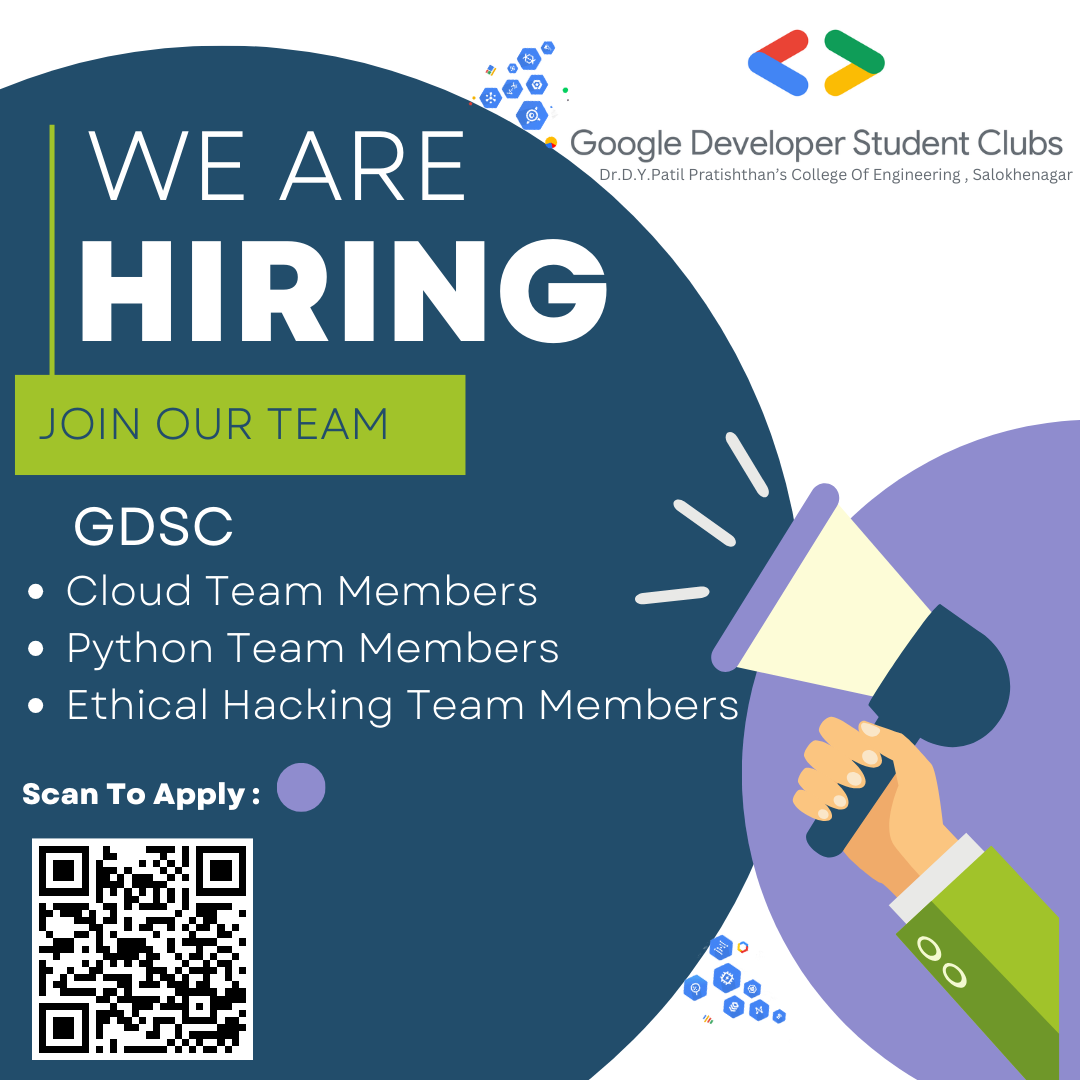 Google Developer Student Clubs
Dr.D.Y.Patil Pratishthan’s College Of Engineering , Salokhenagar
WE ARE
HIRING
JOIN OUR TEAM
GDSC
• Cloud Team Members
• Python Team Members
• Ethical Hacking Team Members
Scan To Apply :